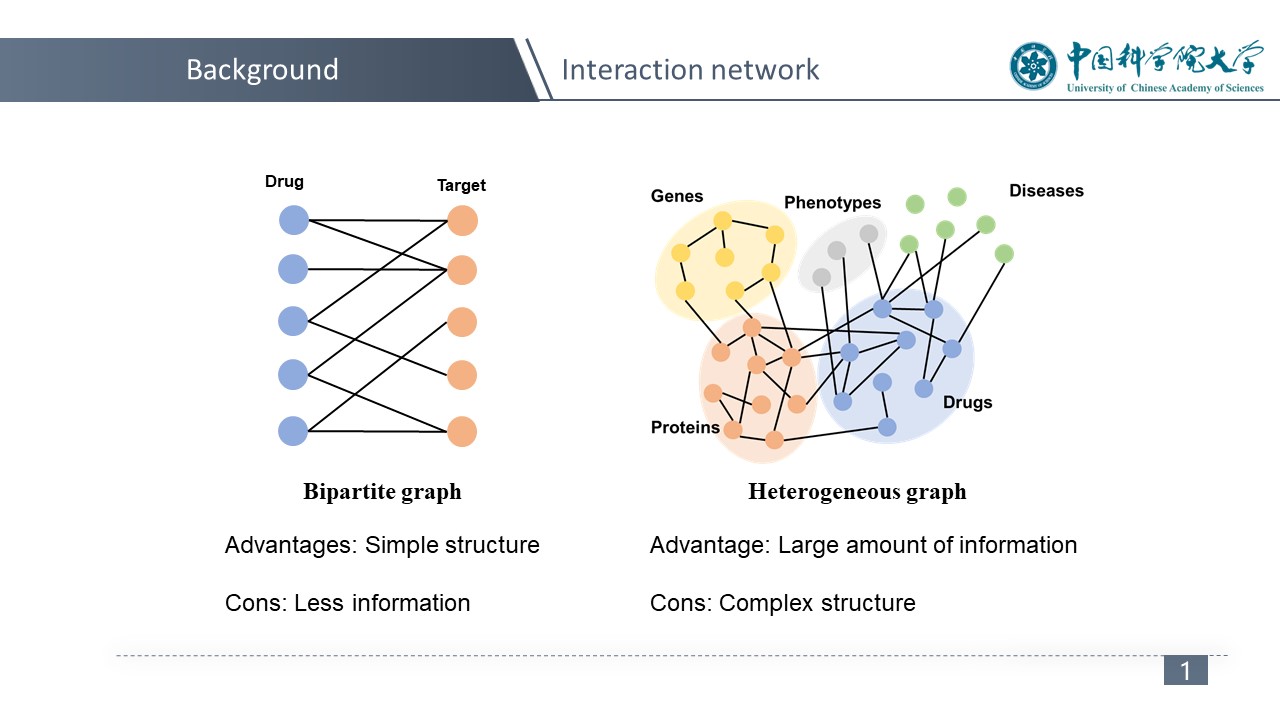 Background
Interaction network
中国科学院大学
University of Chinese Academy of Sciences
Drug
Target
Genes
Phenotypes
Diseases
Proteins
Drugs
Bipartite graph
Heterogeneous graph
Advantages: Simple structure
Advantage: Large amount of information
Cons: Less information
Cons: Complex structure
1